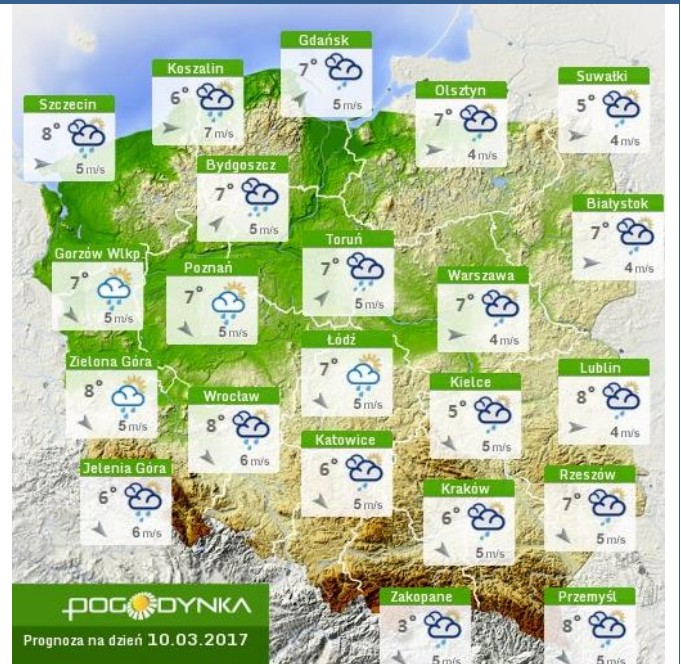 Gdańsk
7°
5 m/s
Koszalin
6°
7 m/s
Szczecin
8°
5 m/s
Olsztyn
7°
4 m/s
Suwałki
5°
4 m/s
Bydgoszcz
7°
5 m/s
Białystok
7°
4 m/s
Gorzów Wlkp.
7°
5 m/s
Poznań
7°
5 m/s
Toruń
7°
5 m/s
Warszawa
7°
4 m/s
Łódź
7°
5 m/s
Zielona Góra
8°
5 m/s
Wrocław
8°
6 m/s
Kielce
5°
5 m/s
Lublin
8°
4 m/s
Katowice
6°
5 m/s
Jelenia Góra
6°
6 m/s
Kraków
6°
5 m/s
Rzeszów
7°
5 m/s
Zakopane
3°
5 m/s
Przemyśl
8°
5 m/s
POGODYNKA
Prognoza na dzień 10.03.2017